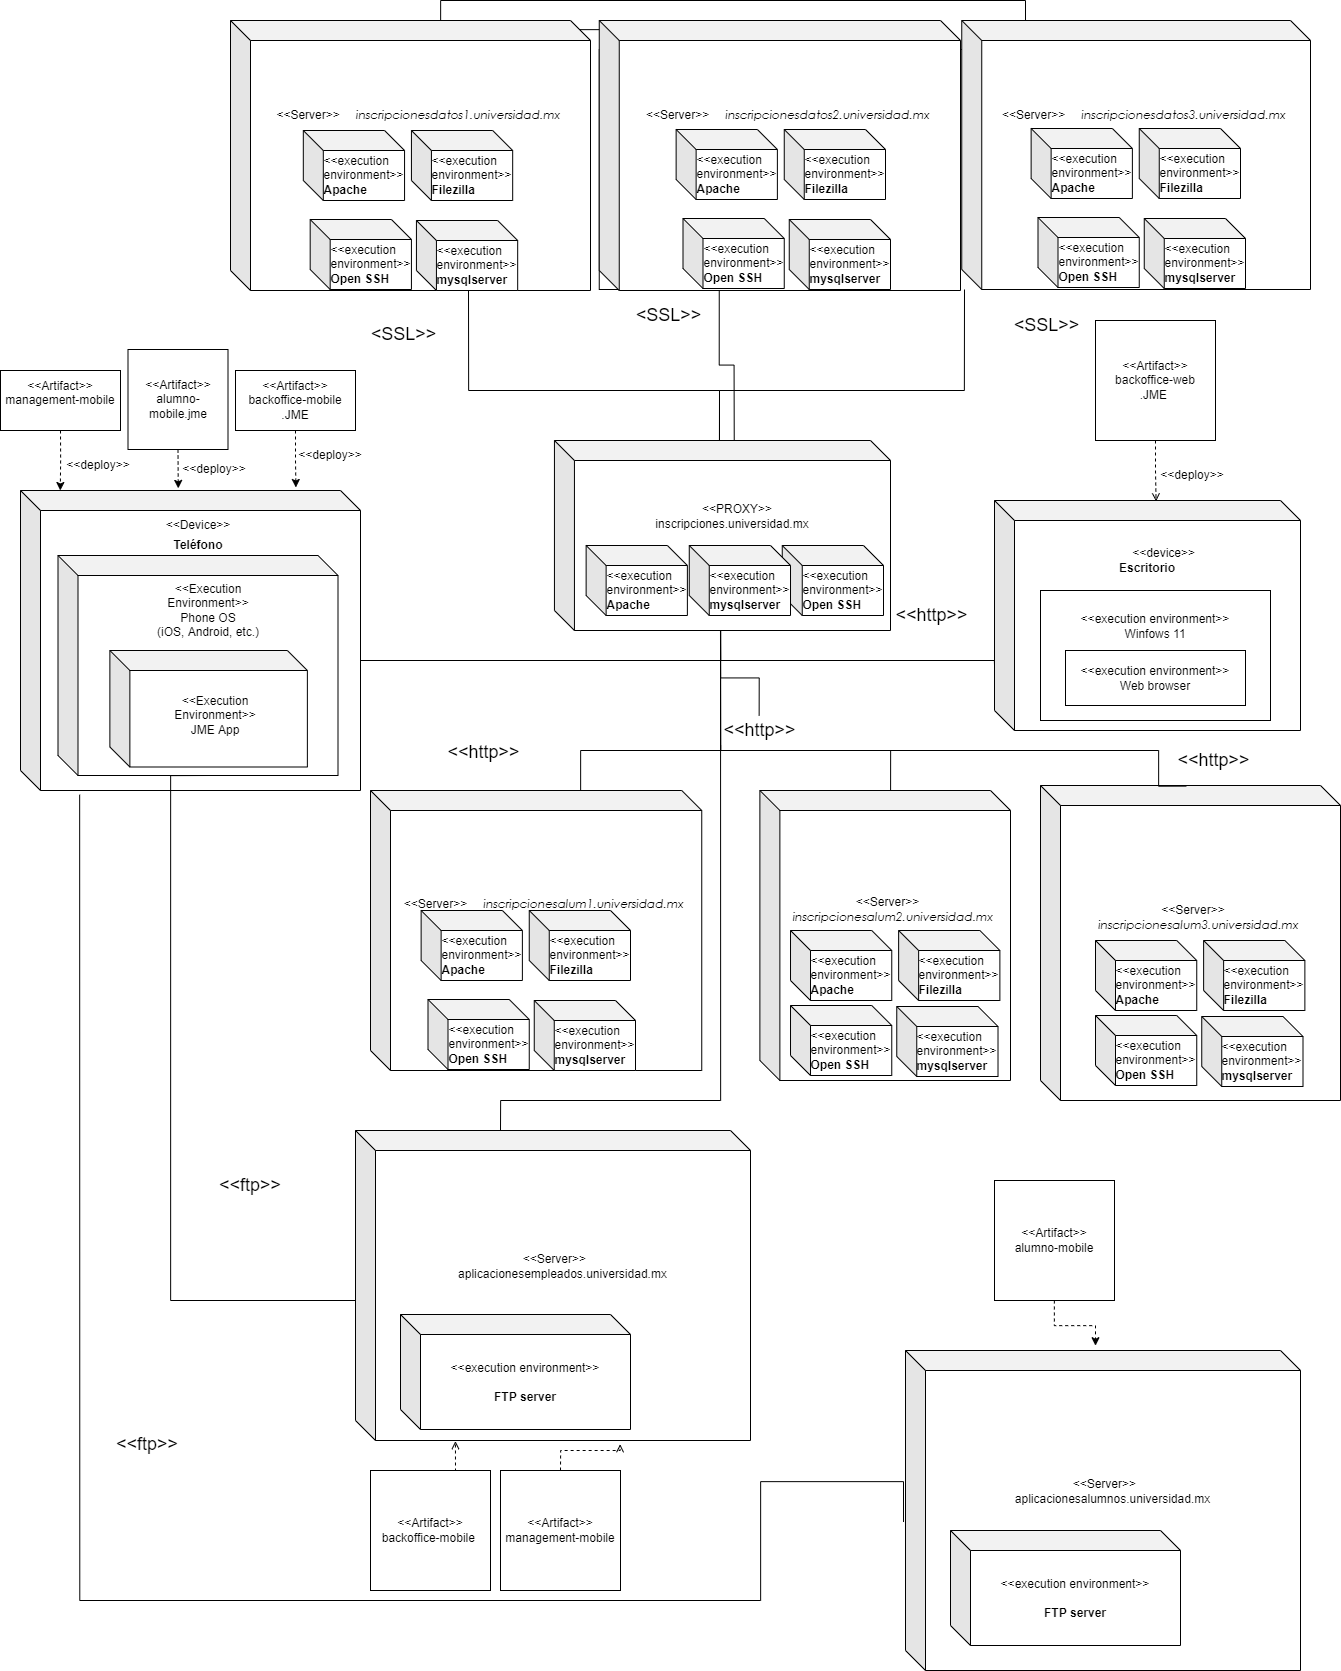 <<Server>> inscripcionesdatos1.universidad.mx
<<execution
environment>>
Apache
<<execution
environment>>
Filezilla
<<execution
environment>>
Open SSH
<<execution
environment>>
mysqlserver
<<Server>> inscripcionesdatos2.universidad.mx
<<execution
environment>>
Apache
<<execution
environment>>
Filezilla
<<execution
environment>>
Open SSH
<<execution
environment>>
mysqlserver
<<Server>> inscripcionesdatos3.universidad.mx
<<execution
environment>>
Apache
<<execution
environment>>
Filezilla
<<execution
environment>>
Open SSH
<<execution
environment>>
mysqlserver
<SSL>>
<SSL>>
<SSL>>
<<Artifact>>
management-mobile
<<Artifact>>
alumno-
mobile.jme
<<Artifact>>
backoffice-mobile
.JME
<<Artifact>>
backoffice-web
.JME
<<deploy>>
<<deploy>>
<<deploy>>
<<deploy>>
<<Device>>
Teléfono
<<Execution
Environment>>
Phone OS
(iOS, Android, etc.)
<<Execution
Environment>>
JME App
<<PROXY>>
inscripciones.universidad.mx
<<execution
environment>>
Apache
<<execution
environment>>
mysqlserver
<<execution
environment>>
Open SSH
<<http>>
<<device>>
Escritorio
<<execution environment>>
Winfows 11
<<execution environment>>
Web browser
<<http>>
<<http>>
<<http>>
<<Server>> inscripcionesalum1.universidad.mx
<<execution
environment>>
Apache
<<execution
environment>>
Filezilla
<<execution
environment>>
Open SSH
<<execution
environment>>
mysqlserver
<<Server>>
inscripcionesalum2.universidad.mx
<<execution
environment>>
Apache
<<execution
environment>>
Filezilla
<<execution
environment>>
Open SSH
<<execution
environment>>
mysqlserver
<<Server>>
inscripcionesalum3.universidad.mx
<<execution
environment>>
Apache
<<execution
environment>>
Filezilla
<<execution
environment>>
Open SSH
<<execution
environment>>
mysqlserver
<<ftp>>
<<Server>>
aplicacionesempleados.universidad.mx
<<execution environment>>
FTP server
<<Artifact>>
alumno-mobile
<<ftp>>
<<Artifact>>
backoffice-mobile
<<Artifact>>
management-mobile
<<Server>>
aplicacionesalumnos.universidad.mx
<<execution environment>>
FTP server